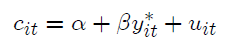 c_{it} = α + βy*_{it} + u_{it}